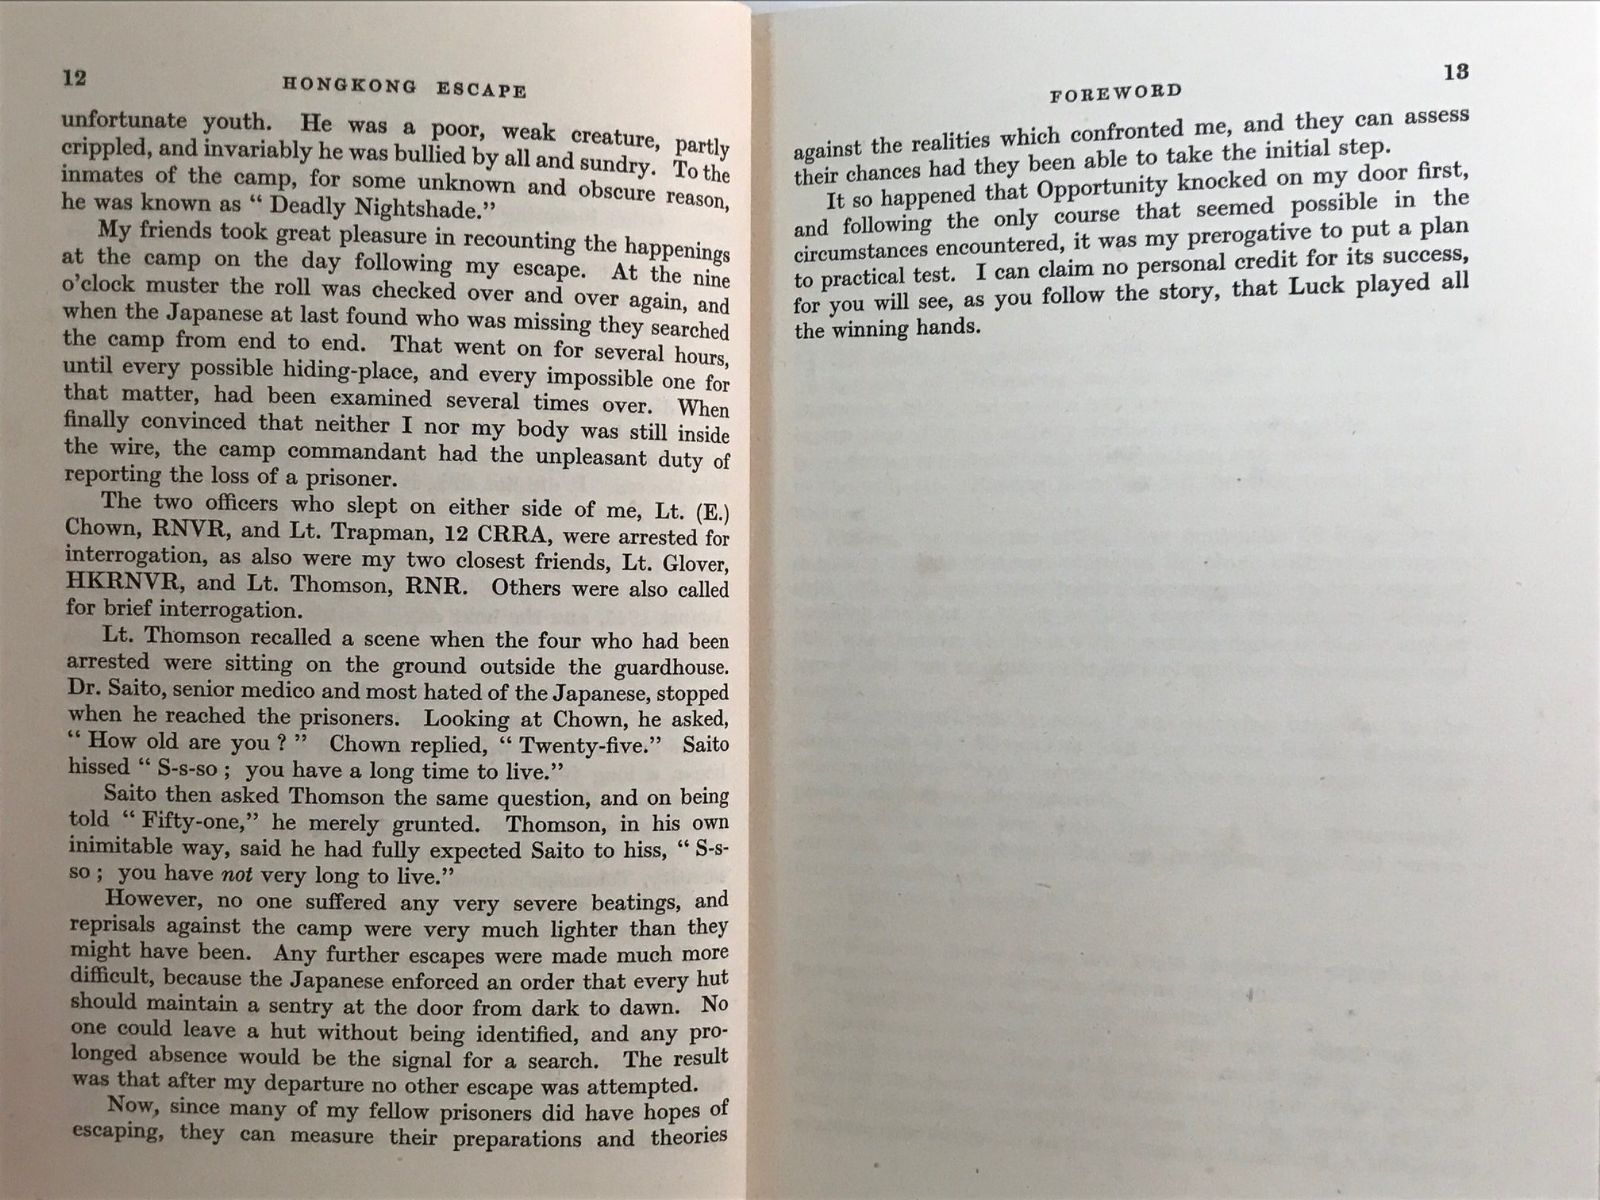 12
HONGKONG ESCAPE
unfortunate youth. He was a poor, weak creature, partly
crippled, and invariably he was bullied by all and sundry. To the
inmates of the camp, for some unknown and obscure reason,
he was known as “ Deadly Nightshade.”
My friends took great pleasure in recounting the happenings
at the camp on the day following my escape. At the nine
o’clock muster the roll was checked over and over again, and
when the Japanese at last found who was missing they searched
the camp from end to end. That went on for several hours,
until every possible hiding-place, and every impossible one for
that matter, had been examined several times over. When
finally convinced that neither I nor my body was still inside
the wire, the camp commandant had the unpleasant duty of
reporting the loss of a prisoner.
The two officers who slept on either side of me, Lt. (E.)
Chown, RNVR, and Lt. Trapman, 12 CRRA, were arrested for
interrogation, as also were my two closest friends, Lt. Glover,
HKRNVR, and Lt. Thomson, RNR. Others were also called
for brief interrogation.
Lt. Thomson recalled a scene when the four who had been
arrested were sitting on the ground outside the guardhouse.
Dr. Saito, senior medico and most hated of the Japanese, stopped
when he reached the prisoners. Looking at Chown, he asked,
“ How old are you ? ” Chown replied, “ Twenty-five.” Saito
hissed “ S-s-so ; you have a long time to live.”
Saito then asked Thomson the same question, and on being
told “ Fifty-one,” he merely grunted. Thomson, in his own
inimitable way, said he had fully expected Saito to hiss, “ S-s-
so ; you have not very long to live.”
However, no one suffered any very severe beatings, and
reprisals against the camp were very much lighter than they
might have been. Any further escapes were made much more
difficult, because the Japanese enforced an order that every hut
should maintain a sentry at the door from dark to dawn. No
one could leave a hut without being identified, and any pro-
longed absence would be the signal for a search. The result
was that after my departure no other escape was attempted.
Now, since many of my fellow prisoners did have hopes of
escaping, they can measure their preparations and theories
FOREWORD
13
against the realities which confronted me, and they can assess
their chances had they been able to take the initial step.
It so happened that Opportunity knocked on my door first,
and following the only course that seemed possible in the
circumstances encountered, it was my prerogative to put a plan
to practical test. I can claim no personal credit for its success,
for you will see, as you follow the story, that Luck played all
the winning hands.